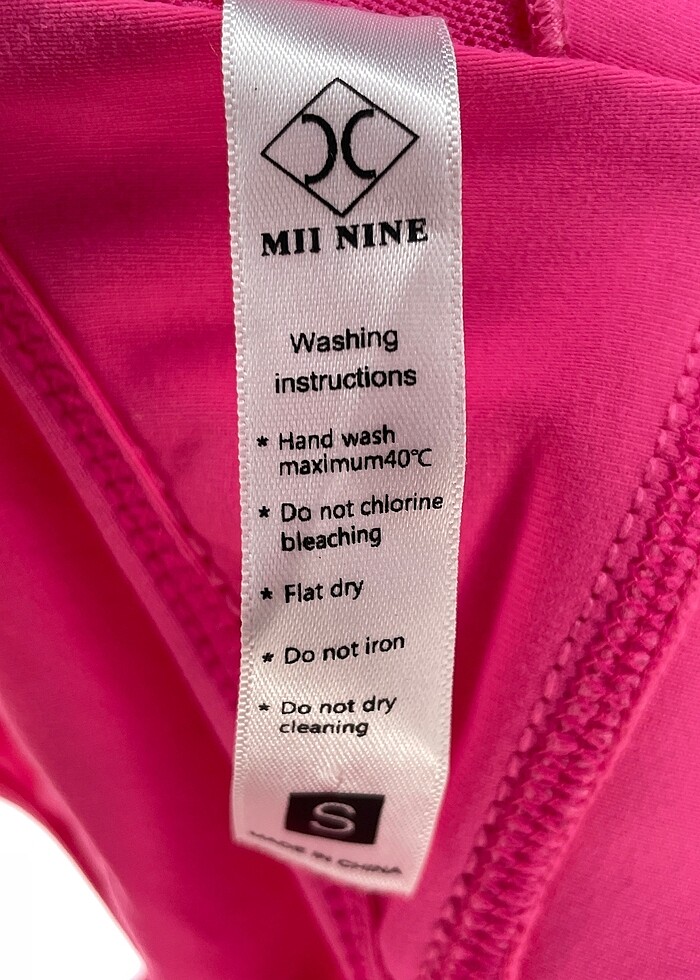 MII NINE
Washing
instructions
* Hand wash
maximum40℃
* Do not chlorine
bleaching
* Flat dry
* Do not iron
* Do not dry
cleaning
S
MADE IN CHINA